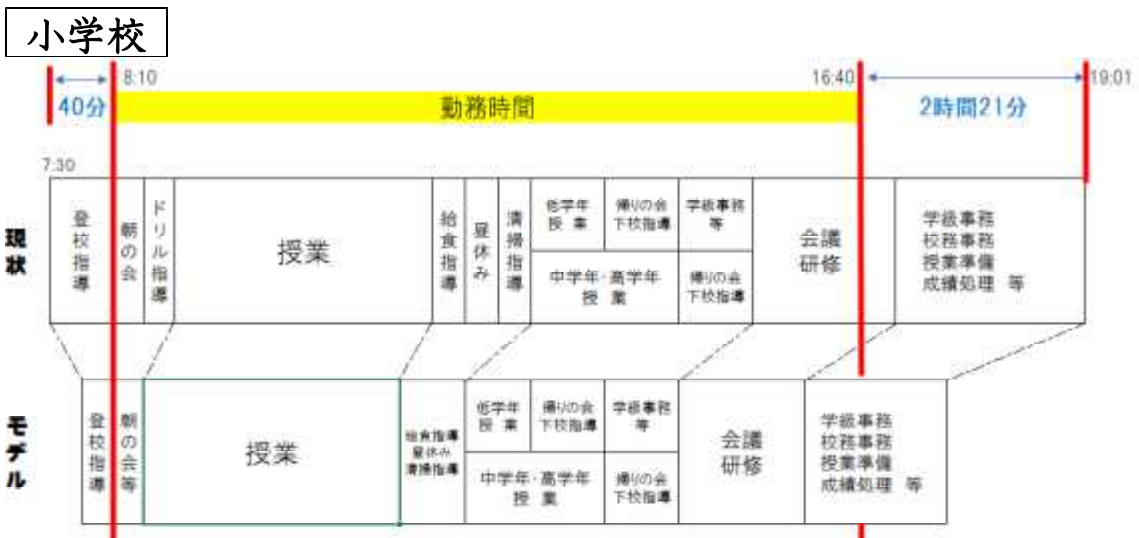 小学校
8:10
16:40
19:01
40分
勤務時間
2時間21分
7:30
現状
登校指導
朝の会
ドリル指導
授業
給食指導
昼休み
清掃指導
低学年
授 業
帰りの会
下校指導
学級事務
等
中学年・高学年
授 業
帰りの会
下校指導
会議
研修
学級事務
校務事務
授業準備
成績処理 等
モデル
登校指導
朝の会等
授業
給食指導
昼休み
清掃指導
低学年
授 業
帰りの会
下校指導
学級事務
等
中学年・高学年
授 業
帰りの会
下校指導
会議
研修
学級事務
校務事務
授業準備
成績処理 等